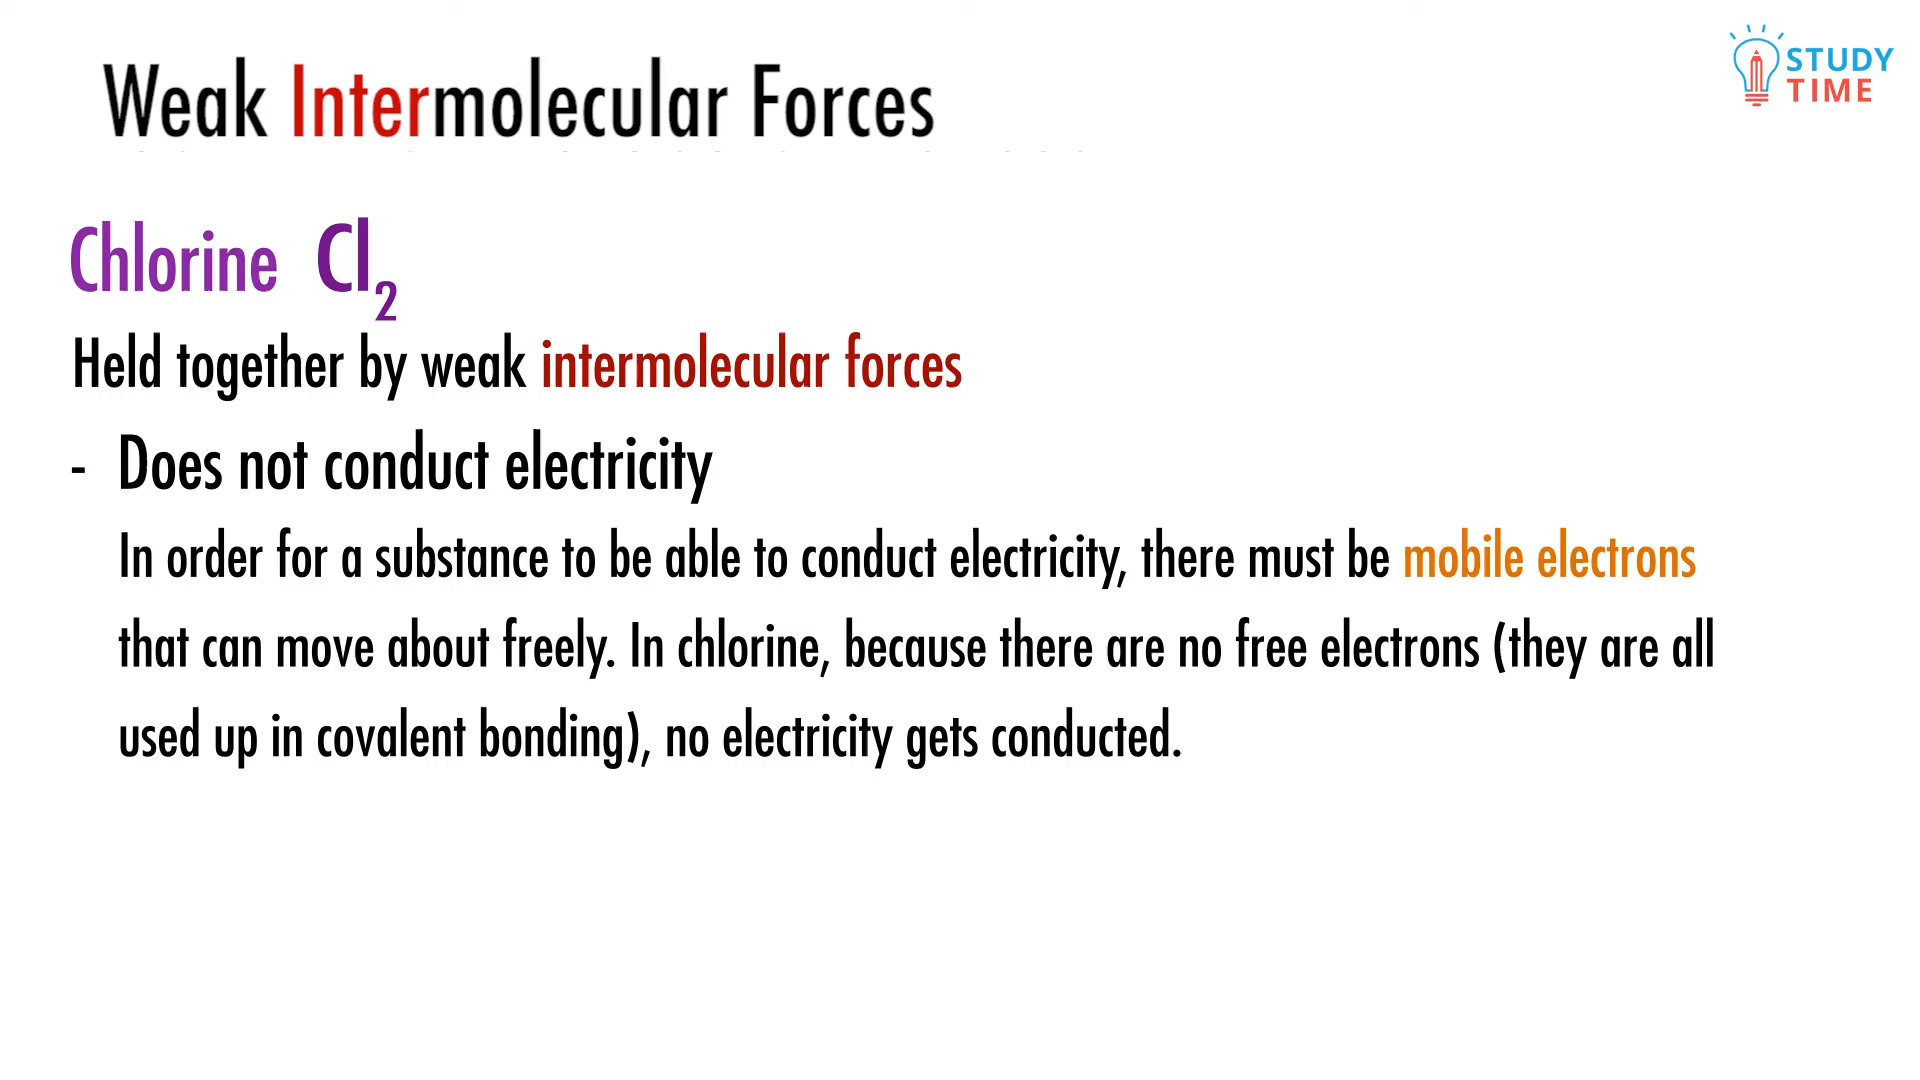 Weak Intermolecular Forces
STUDY
TIME
Chlorine Cl₂
Held together by weak intermolecular forces
- Does not conduct electricity
In order for a substance to be able to conduct electricity, there must be mobile electrons
that can move about freely. In chlorine, because there are no free electrons (they are all
used up in covalent bonding), no electricity gets conducted.